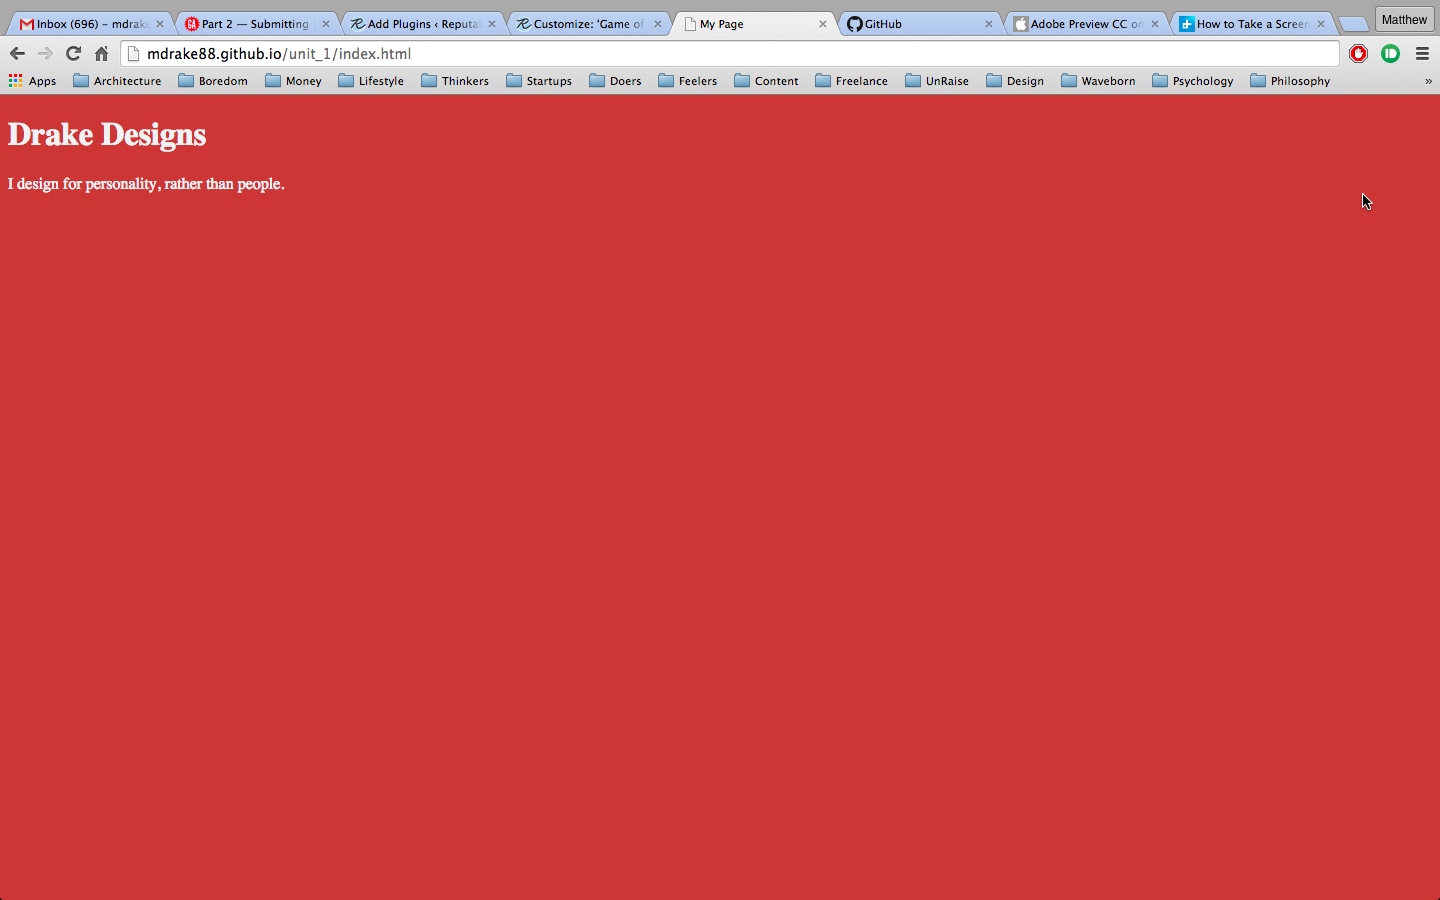 Inbox (696) – mdrake
Part 2 — Submitting
Add Plugins ‹ Reputa
Customize: ‘Game of
My Page
GitHub
Adobe Preview CC on
How to Take a Screen
Matthew
mdrake88.github.io/unit_1/index.html
Apps Architecture Boredom Money Lifestyle Thinkers Startups Doers Feelers Content Freelance UnRaise Design Waveborn Psychology Philosophy »
Drake Designs
I design for personality, rather than people.